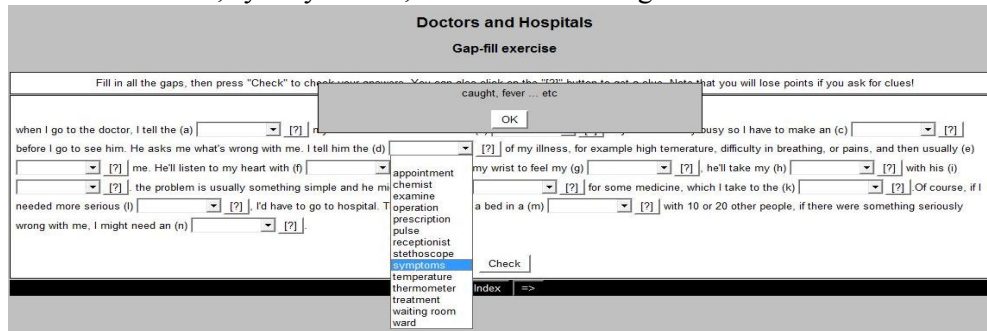 Doctors and Hospitals
Gap-fill exercise
Fill in all the gaps, then press "Check" to check your answers. You can also click on the "[?]" button to get a clue. Note that you will lose points if you ask for clues!
caught, fever ... etc
OK
when I go to the doctor, I tell the (a) [?] busy so I have to make an (c) [?]
before I go to see him. He asks me what's wrong with me. I tell him the (d) [?] of my illness, for example high temerature, difficulty in breathing, or pains, and then usually (e)
[?] me. He'll listen to my heart with (f) my wrist to feel my (g) [?] , he'll take my (h) [?] with his (i)
[?] . the problem is usually something simple and he mi [?] for some medicine, which I take to the (k) [?] .Of course, if I
needed more serious (l) [?] , I'd have to go to hospital. T a bed in a (m) [?] with 10 or 20 other people, if there were something seriously
wrong with me, I might need an (n) [?] .
appointment
chemist
examine
operation
prescription
pulse
receptionist
stethoscope
symptoms
temperature
thermometer
treatment
waiting room
ward
Check
Index =>